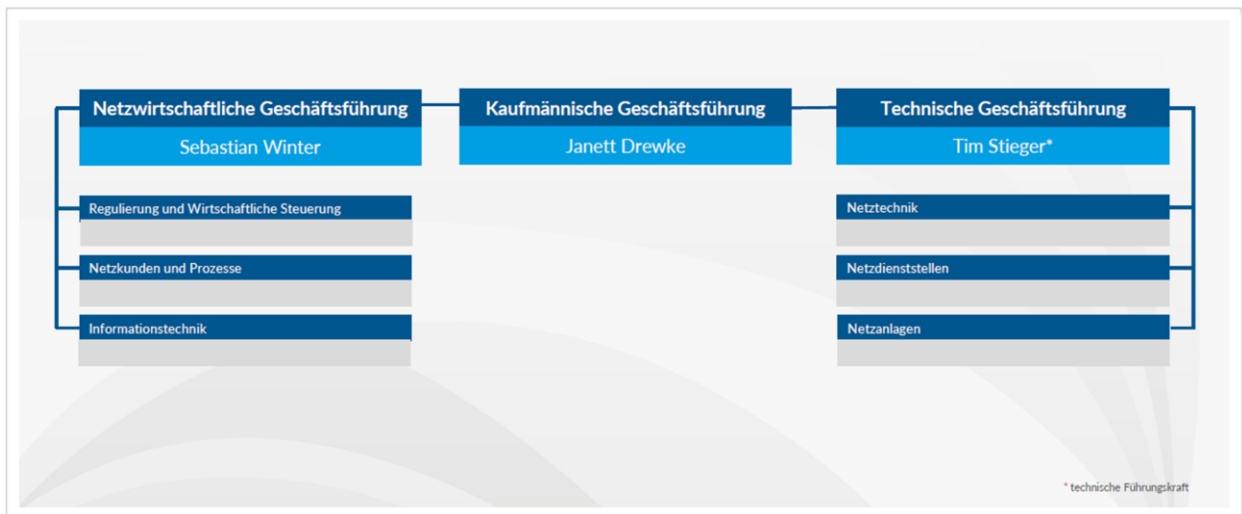 Netzwirtschaftliche Geschäftsführung
Sebastian Winter
Regulierung und Wirtschaftliche Steuerung
Netzkunden und Prozesse
Informationstechnik
Kaufmännische Geschäftsführung
Janett Drewke
Technische Geschäftsführung
Tim Stieger*
Netztechnik
Netzdienststellen
Netzanlagen
* technische Führungskraft